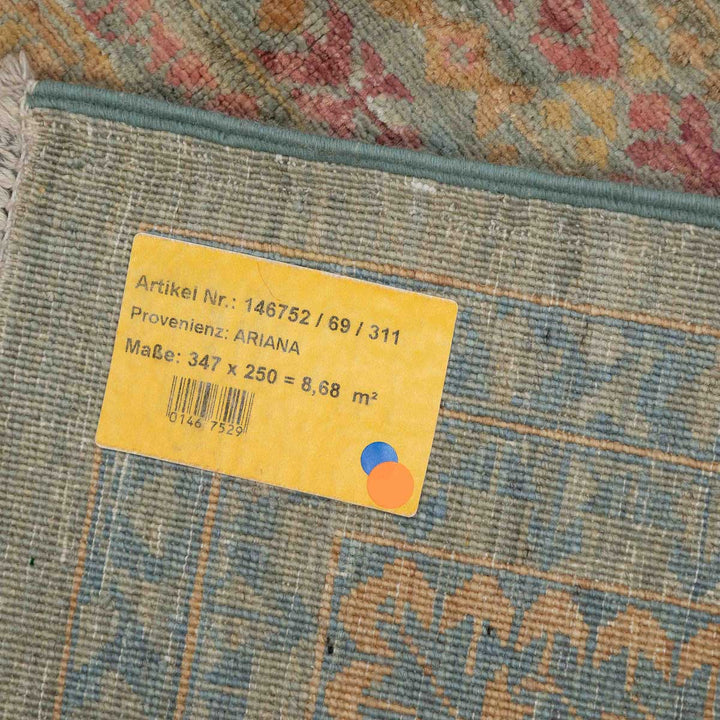 Artikel Nr.: 146752 / 69 / 311
Provenienz: ARIANA
Maße: 347 x 250 = 8,68 m²
0146 7529